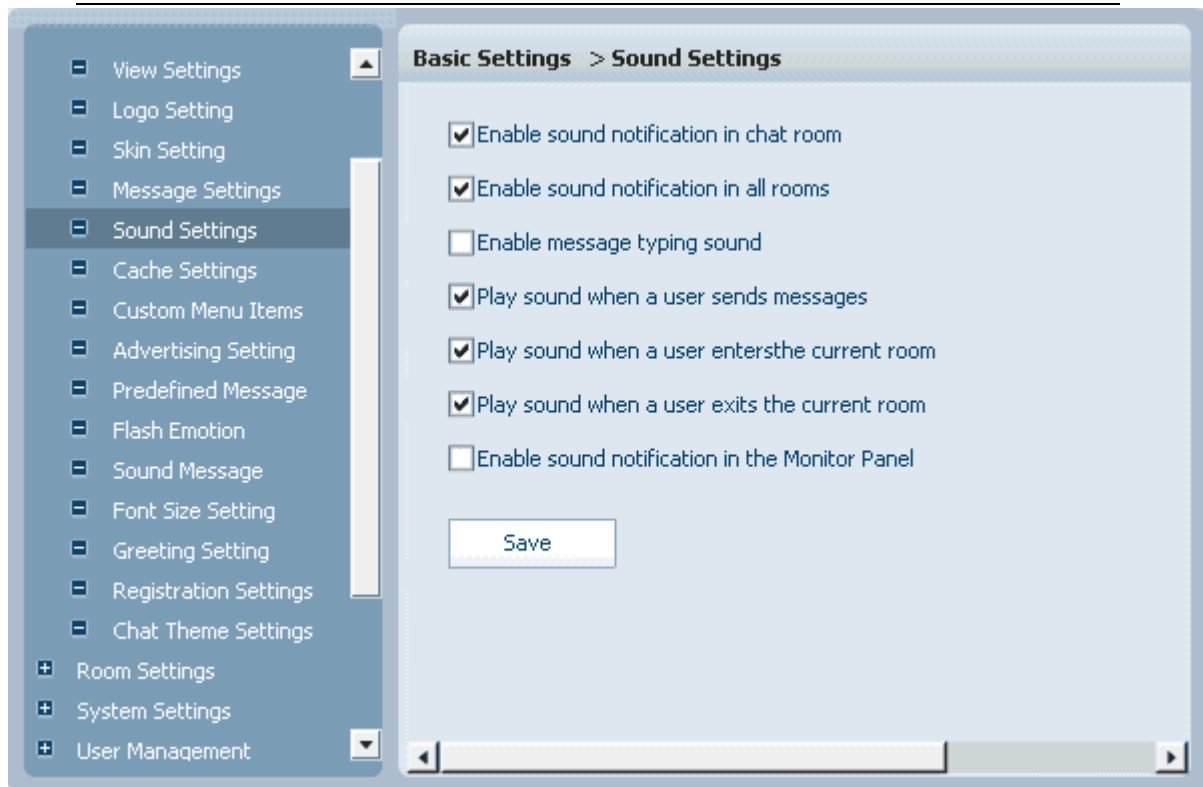 View Settings
Logo Setting
Skin Setting
Message Settings
Sound Settings
Cache Settings
Custom Menu Items
Advertising Setting
Predefined Message
Flash Emotion
Sound Message
Font Size Setting
Greeting Setting
Registration Settings
Chat Theme Settings
Room Settings
System Settings
User Management
Basic Settings > Sound Settings
Enable sound notification in chat room
Enable sound notification in all rooms
Enable message typing sound
Play sound when a user sends messages
Play sound when a user entersthe current room
Play sound when a user exits the current room
Enable sound notification in the Monitor Panel
Save